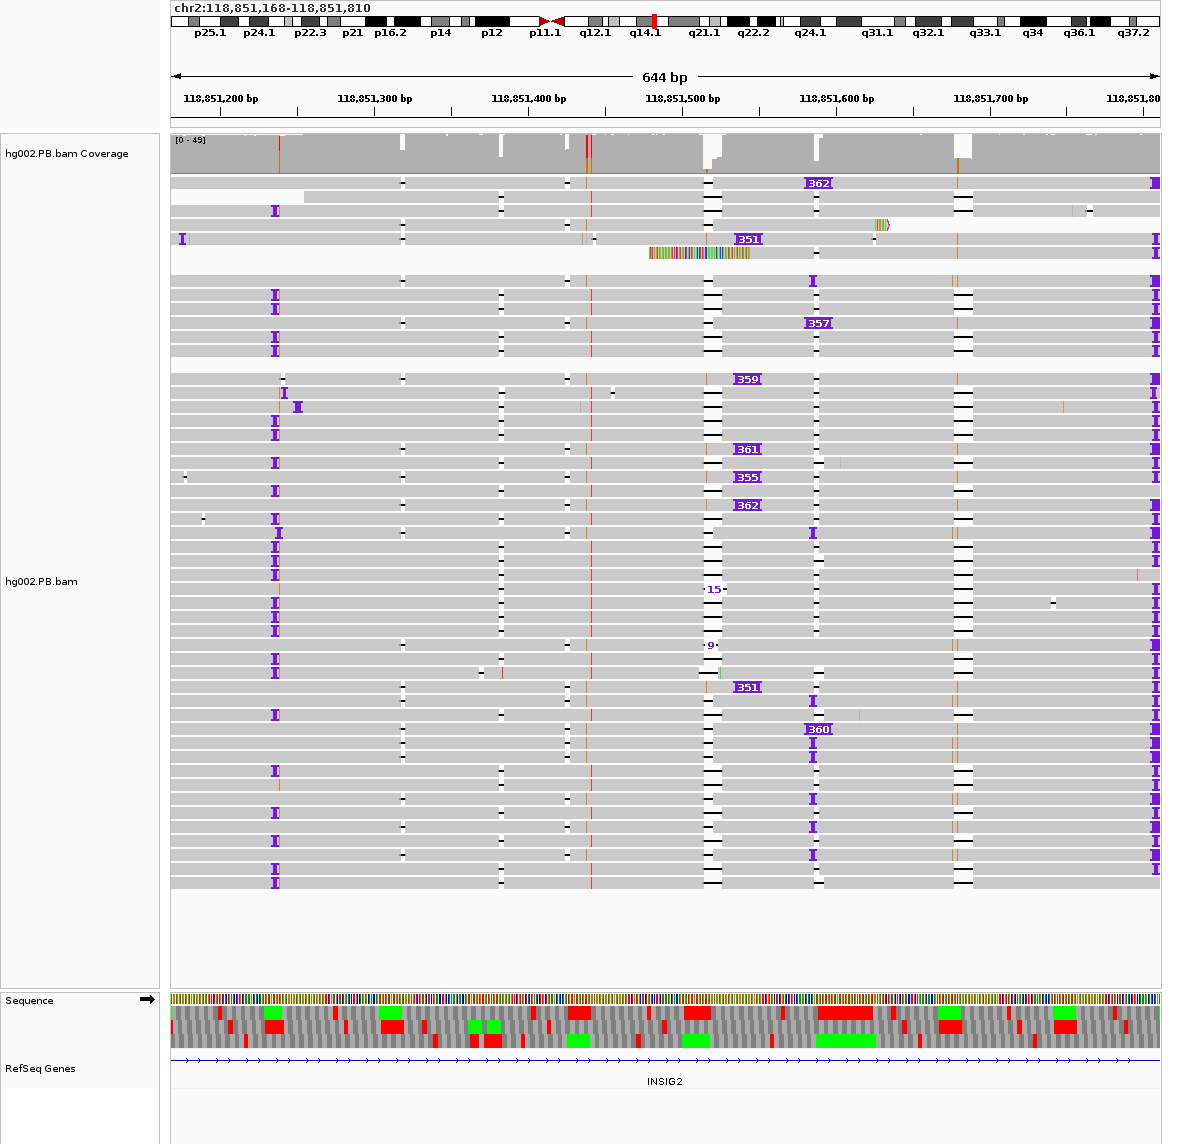 chr2:118,851,168-118,851,810
p25.1 p24.1 p22.3 p21 p16.2 p14 p12 p11.1 q12.1 q14.1 q21.1 q22.2 q24.1 q31.1 q32.1 q33.1 q34 q36.1 q37.2
644 bp
118,851,200 bp 118,851,300 bp 118,851,400 bp 118,851,500 bp 118,851,600 bp 118,851,700 bp 118,851,80
[0 - 49]
hg002.PB.bam Coverage
362
351
357
359
361
355
362
hg002.PB.bam
15
9
351
360
Sequence
RefSeq Genes
INSIG2